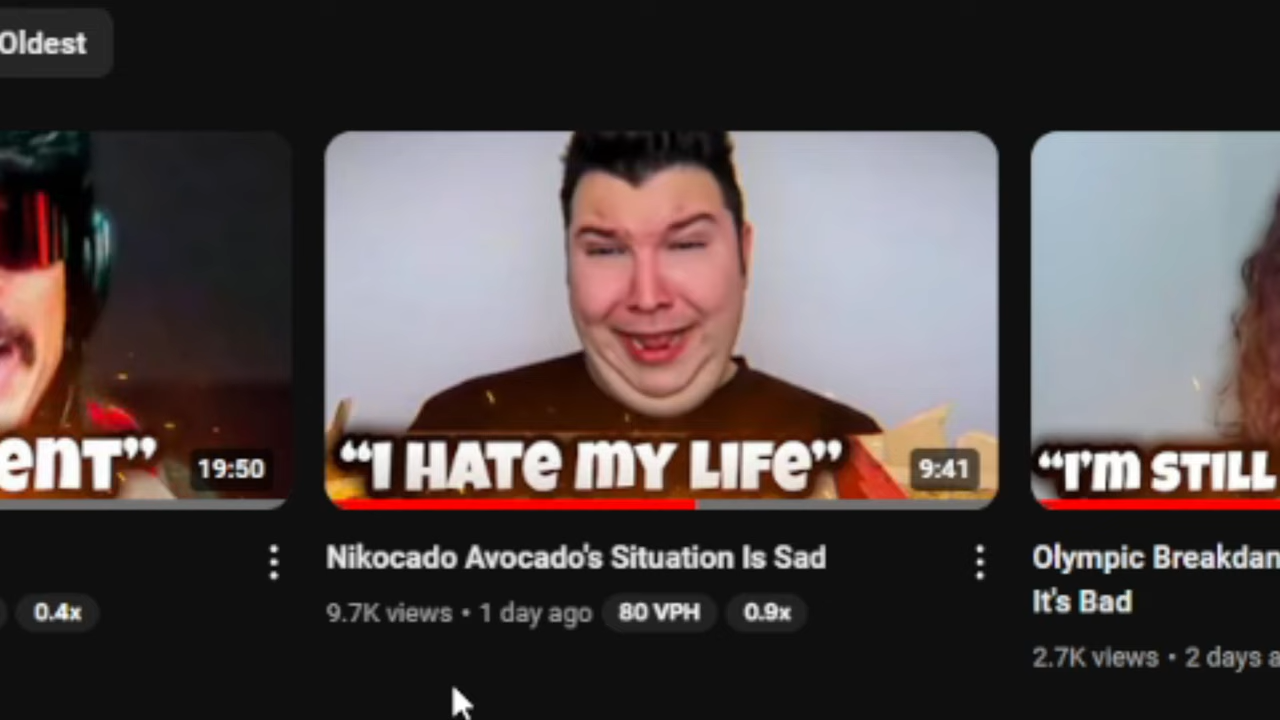 Oldest
ent”
19:50
“I HATE MY LIFE”
9:41
“I'M STILL
Nikocado Avocado's Situation Is Sad
Olympic Breakdan
It's Bad
0.4x
9.7K views • 1 day ago 80 VPH 0.9x
2.7K views • 2 days a